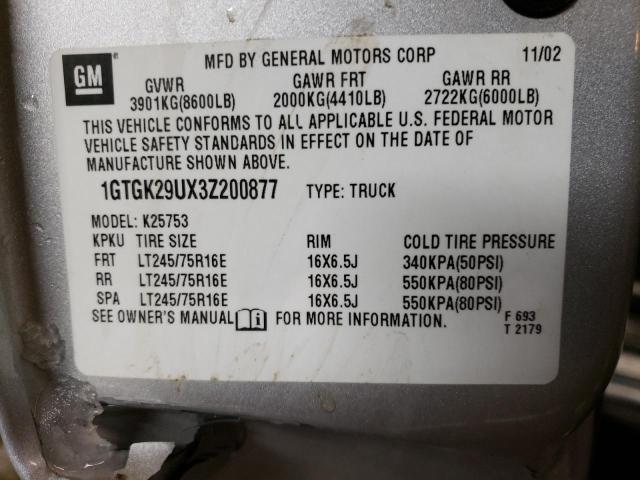 GM
MFD BY GENERAL MOTORS CORP 11/02
GVWR GAWR FRT GAWR RR
3901KG(8600LB) 2000KG(4410LB) 2722KG(6000LB)
THIS VEHICLE CONFORMS TO ALL APPLICABLE U.S. FEDERAL MOTOR
VEHICLE SAFETY STANDARDS IN EFFECT ON THE DATE OF
MANUFACTURE SHOWN ABOVE.
1GTGK29UX3Z200877 TYPE: TRUCK
MODEL: K25753
KPKU TIRE SIZE RIM COLD TIRE PRESSURE
FRT LT245/75R16E 16X6.5J 340KPA(50PSI)
RR LT245/75R16E 16X6.5J 550KPA(80PSI)
SPA LT245/75R16E 16X6.5J 550KPA(80PSI)
SEE OWNER'S MANUAL i FOR MORE INFORMATION.
F 693
T 2179